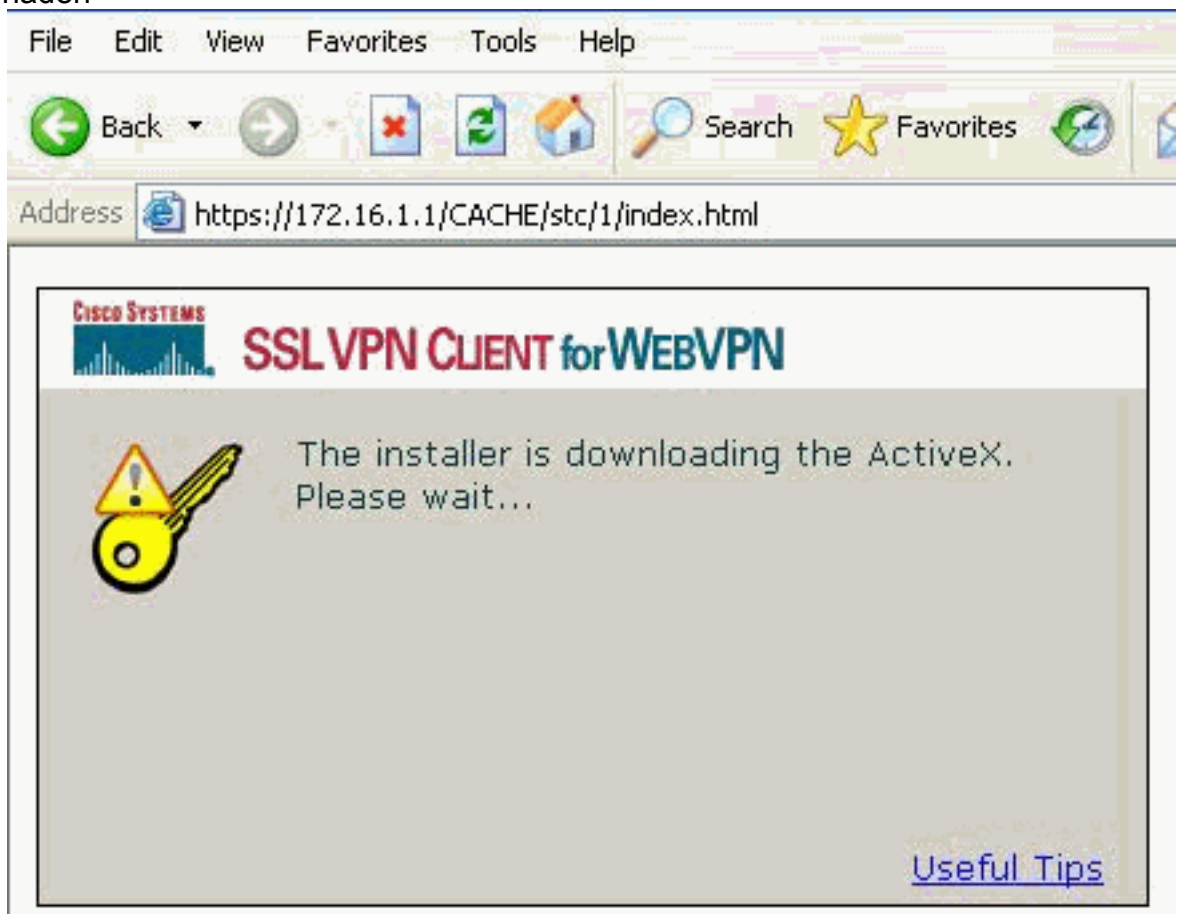 File Edit View Favorites Tools Help
Back Search Favorites
Address https://172.16.1.1/CACHE/stc/1/index.html
CISCO SYSTEMS
SSL VPN CLIENT for WEBVPN
The installer is downloading the ActiveX.
Please wait...
Useful Tips